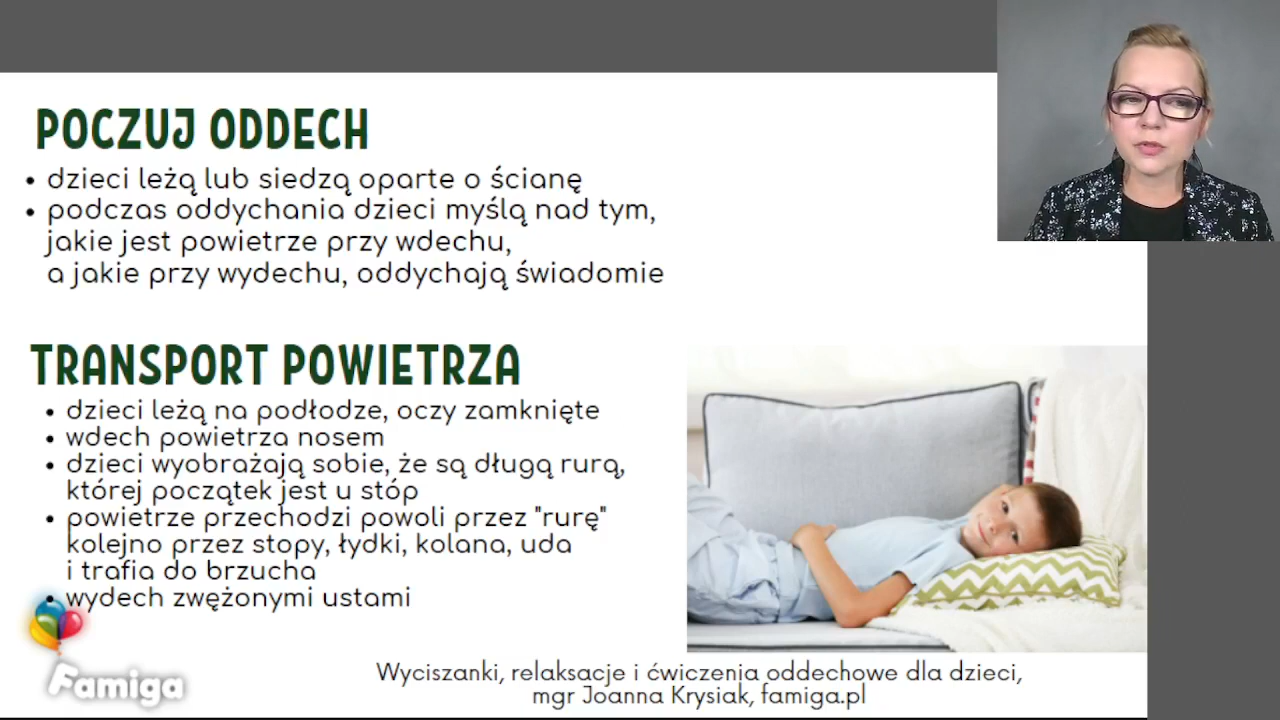 POCZUJ ODDECH
• dzieci leżą lub siedzą oparte o ścianę
• podczas oddychania dzieci myślą nad tym,
jakie jest powietrze przy wdechu,
a jakie przy wydechu, oddychają świadomie
TRANSPORT POWIETRZA
• dzieci leżą na podłodze, oczy zamknięte
• wdech powietrza nosem
• dzieci wyobrażają sobie, że są długą rurą,
której początek jest u stóp
• powietrze przechodzi powoli przez "rurę"
kolejno przez stopy, łydki, kolana, uda
i trafia do brzucha
• wydech zwężonymi ustami
Famiga
Wyciszanki, relaksacje i ćwiczenia oddechowe dla dzieci,
mgr Joanna Krysiak, famiga.pl